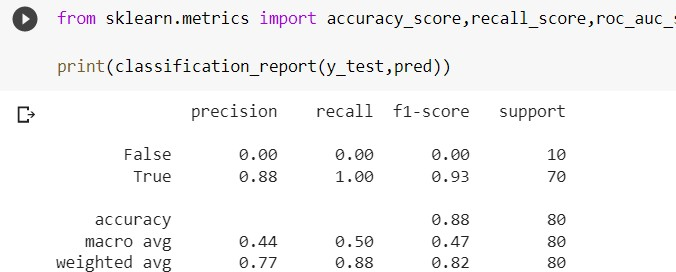 from sklearn.metrics import accuracy_score,recall_score,roc_auc_
print(classification_report(y_test,pred))
precision recall f1-score support
False 0.00 0.00 0.00 10
True 0.88 1.00 0.93 70
accuracy 0.88 80
macro avg 0.44 0.50 0.47 80
weighted avg 0.77 0.88 0.82 80